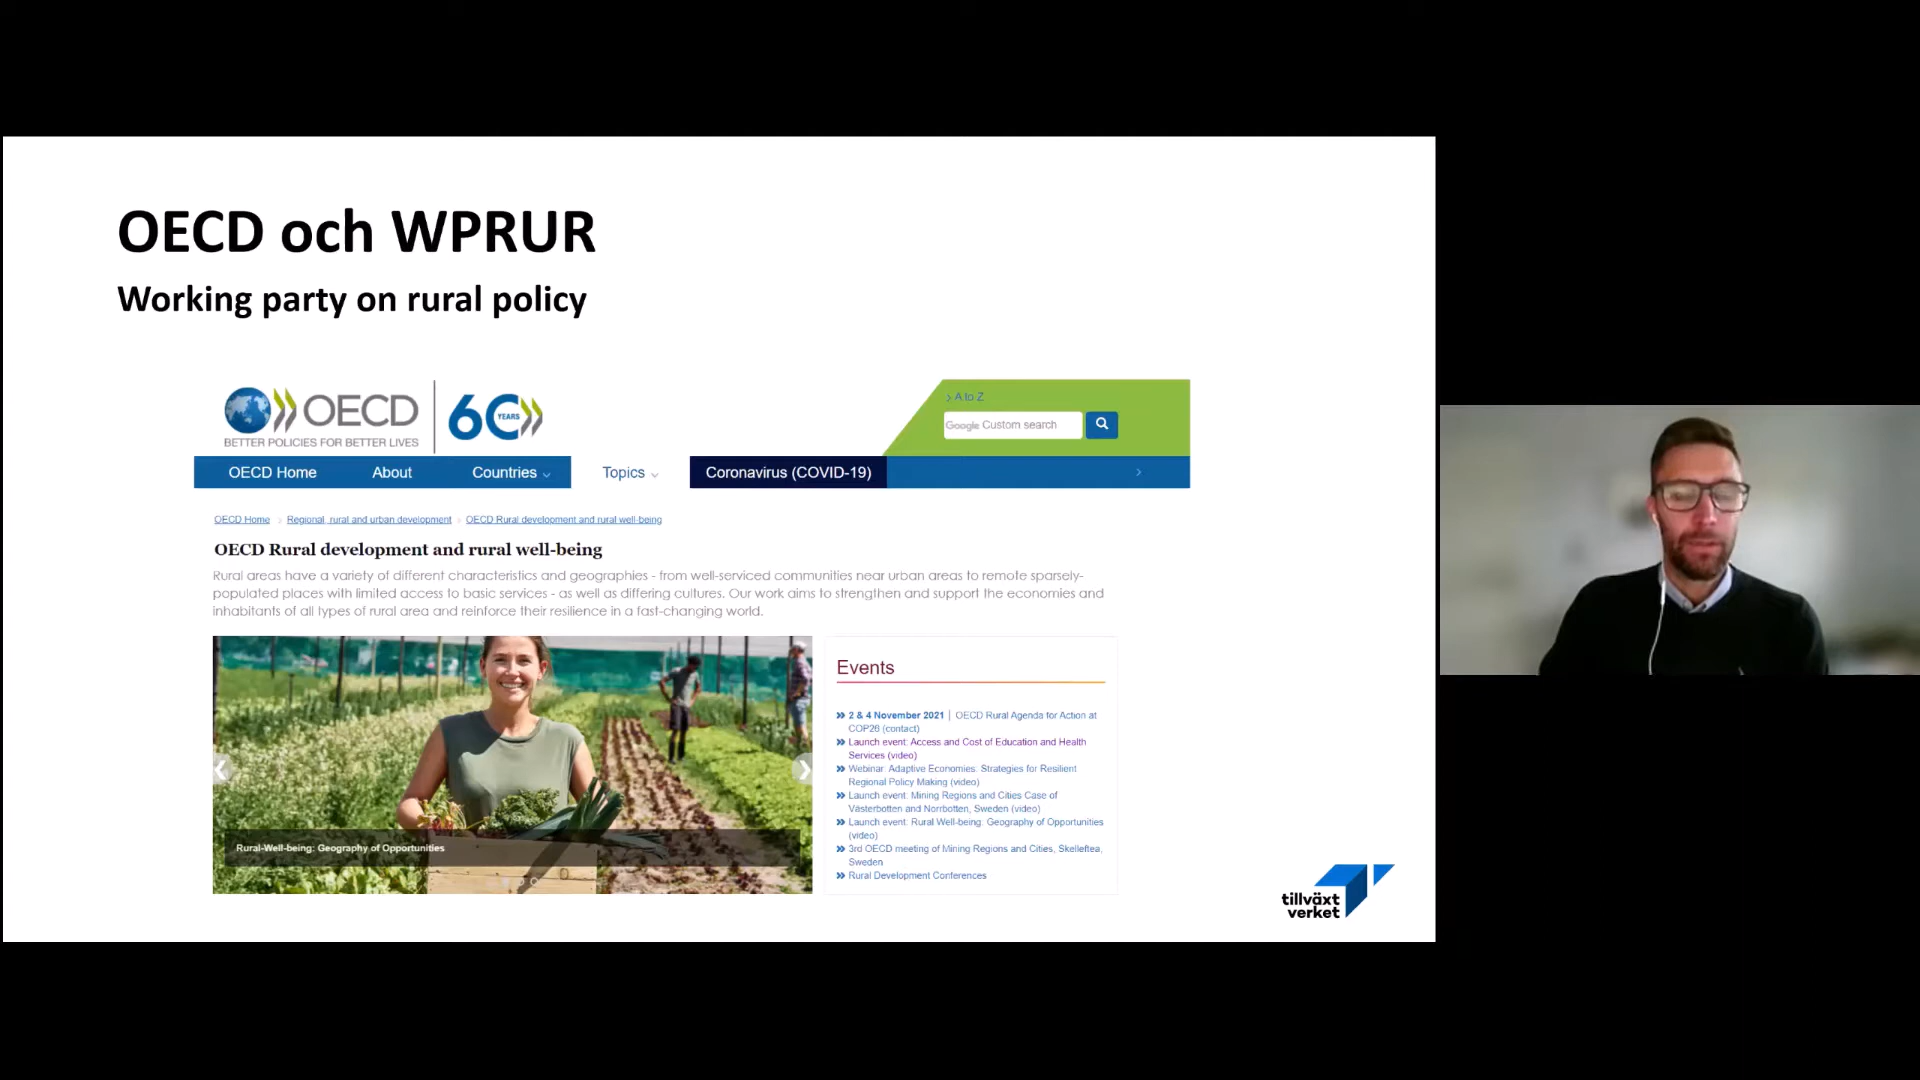 OECD och WPRUR
Working party on rural policy
OECD
BETTER POLICIES FOR BETTER LIVES
60
YEARS
A to Z
Google Custom search
OECD Home About Countries Topics Coronavirus (COVID-19)
OECD Home > Regional, rural and urban development > OECD Rural development and rural well-being
OECD Rural development and rural well-being
Rural areas have a variety of different characteristics and geographies - from well-serviced communities near urban areas to remote sparsely-
populated places with limited access to basic services - as well as differing cultures. Our work aims to strengthen and support the economies and
inhabitants of all types of rural area and reinforce their resilience in a fast-changing world.
Rural-Well-being: Geography of Opportunities
Events
2 & 4 November 2021 | OECD Rural Agenda for Action at
COP26 (contact)
Launch event: Access and Cost of Education and Health
Services (video)
Webinar: Adaptive Economies: Strategies for Resilient
Regional Policy Making (video)
Launch event: Mining Regions and Cities Case of
Västerbotten and Norrbotten, Sweden (video)
Launch event: Rural Well-being: Geography of Opportunities
(video)
3rd OECD meeting of Mining Regions and Cities, Skelleftea,
Sweden
Rural Development Conferences
tillväxt
verket